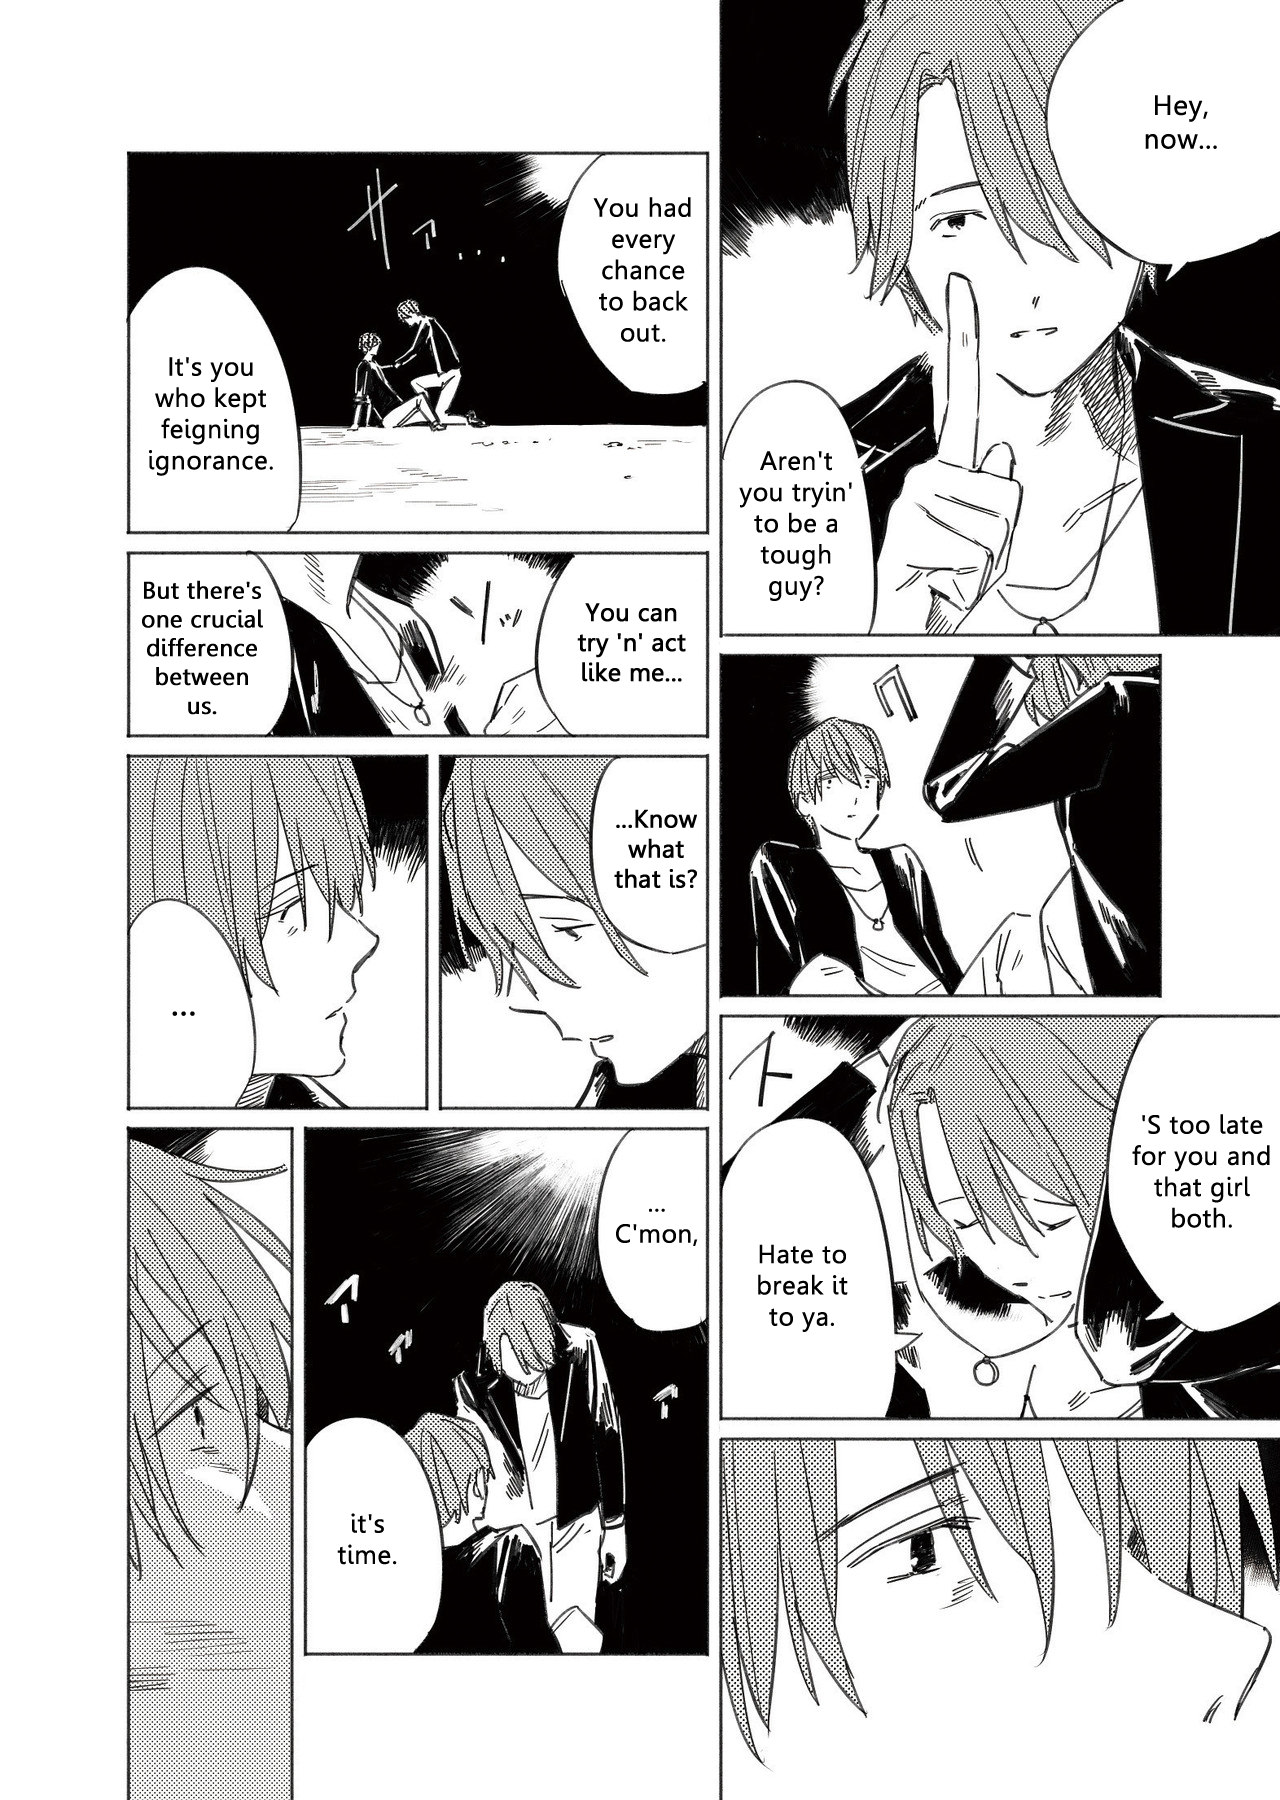 Hey,
now...
Aren't
you tryin'
to be a
tough
guy?
'S too late
for you and
that girl
both.
Hate to
break it
to ya.
You had
every
chance
to back
out.
It's you
who kept
feigning
ignorance.
You can
try 'n' act
like me...
But there's
one crucial
difference
between
us.
...Know
what
that is?
...
...
C'mon,
it's
time.